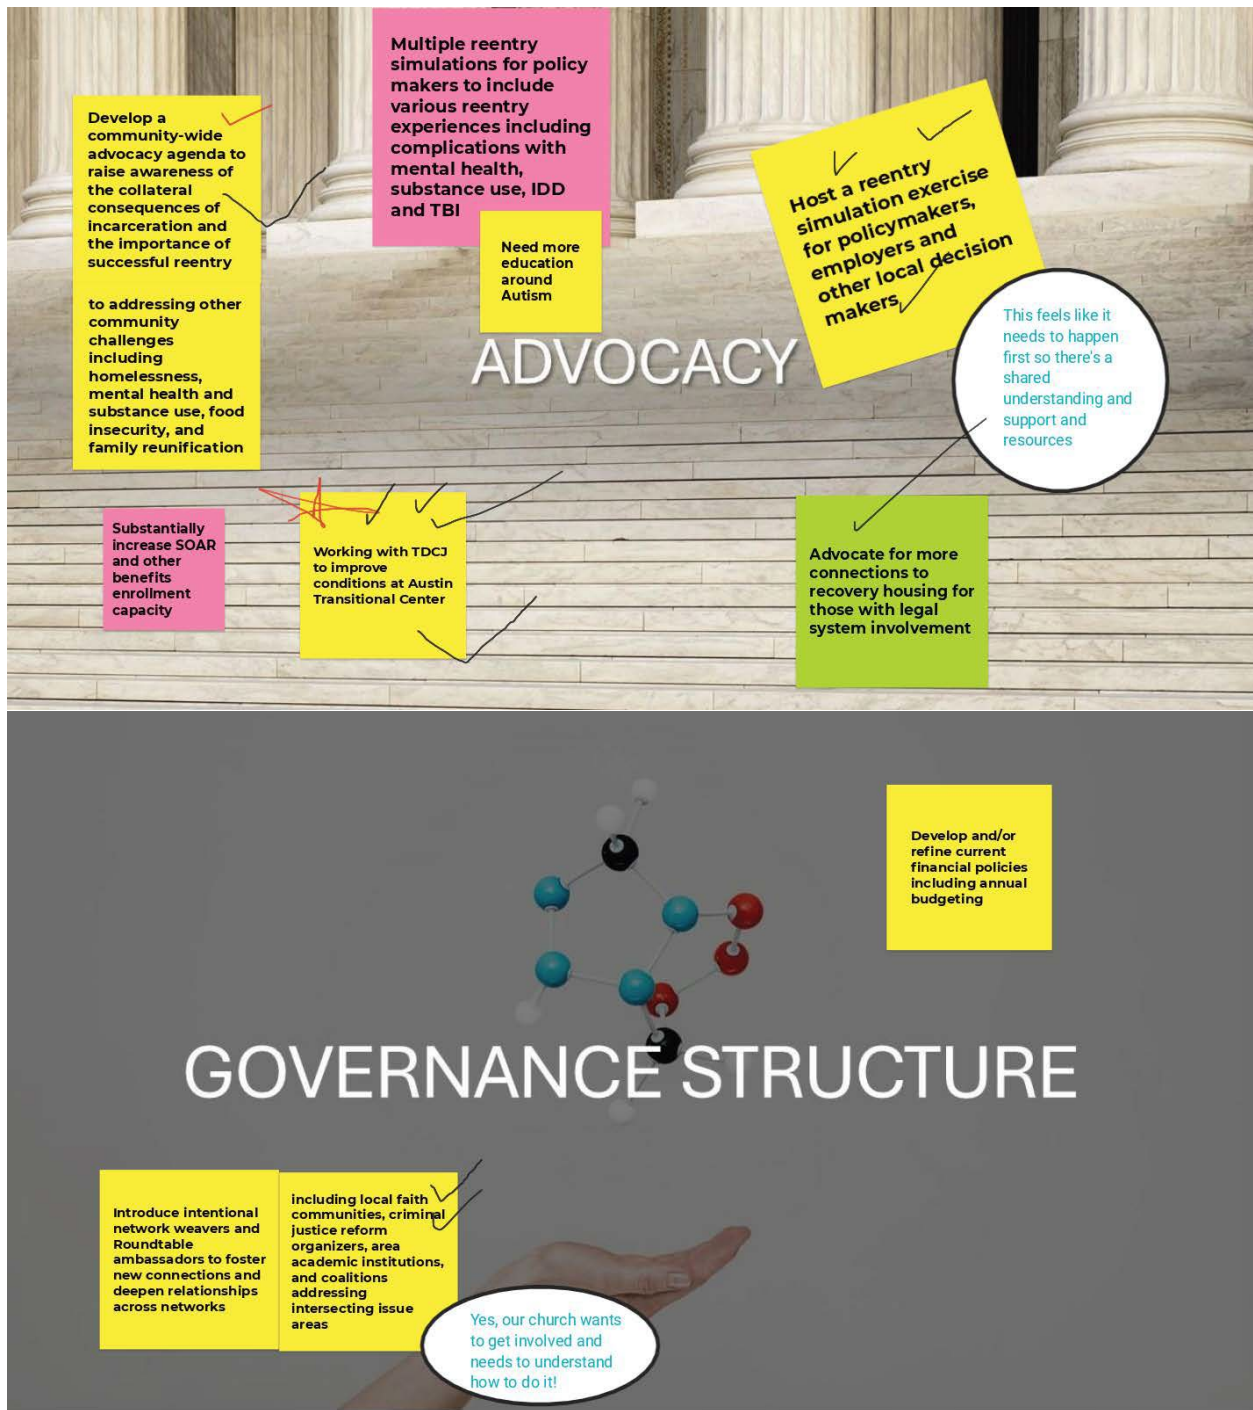 Multiple reentry
simulations for policy
makers to include
various reentry
experiences including
complications with
mental health,
substance use, IDD
and TBI
Develop a
community-wide
advocacy agenda to
raise awareness of
the collateral
consequences of
incarceration and
the importance of
successful reentry
to addressing other
community
challenges
including
homelessness,
mental health and
substance use, food
insecurity, and
family reunification
Need more
education
around
Autism
Host a reentry
simulation exercise
for policymakers,
employers and
other local decision
makers
This feels like it
needs to happen
first so there's a
shared
understanding and
support and
resources
ADVOCACY
Substantially
increase SOAR
and other
benefits
enrollment
capacity
Working with TDCJ
to improve
conditions at Austin
Transitional Center
Advocate for more
connections to
recovery housing for
those with legal
system involvement
Develop and/or
refine current
financial policies
including annual
budgeting
GOVERNANCE STRUCTURE
Introduce intentional
network weavers and
Roundtable
ambassadors to foster
new connections and
deepen relationships
across networks
including local faith
communities, criminal
justice reform
organizers, area
academic institutions,
and coalitions
addressing
intersecting issue
areas
Yes, our church wants
to get involved and
needs to understand
how to do it!